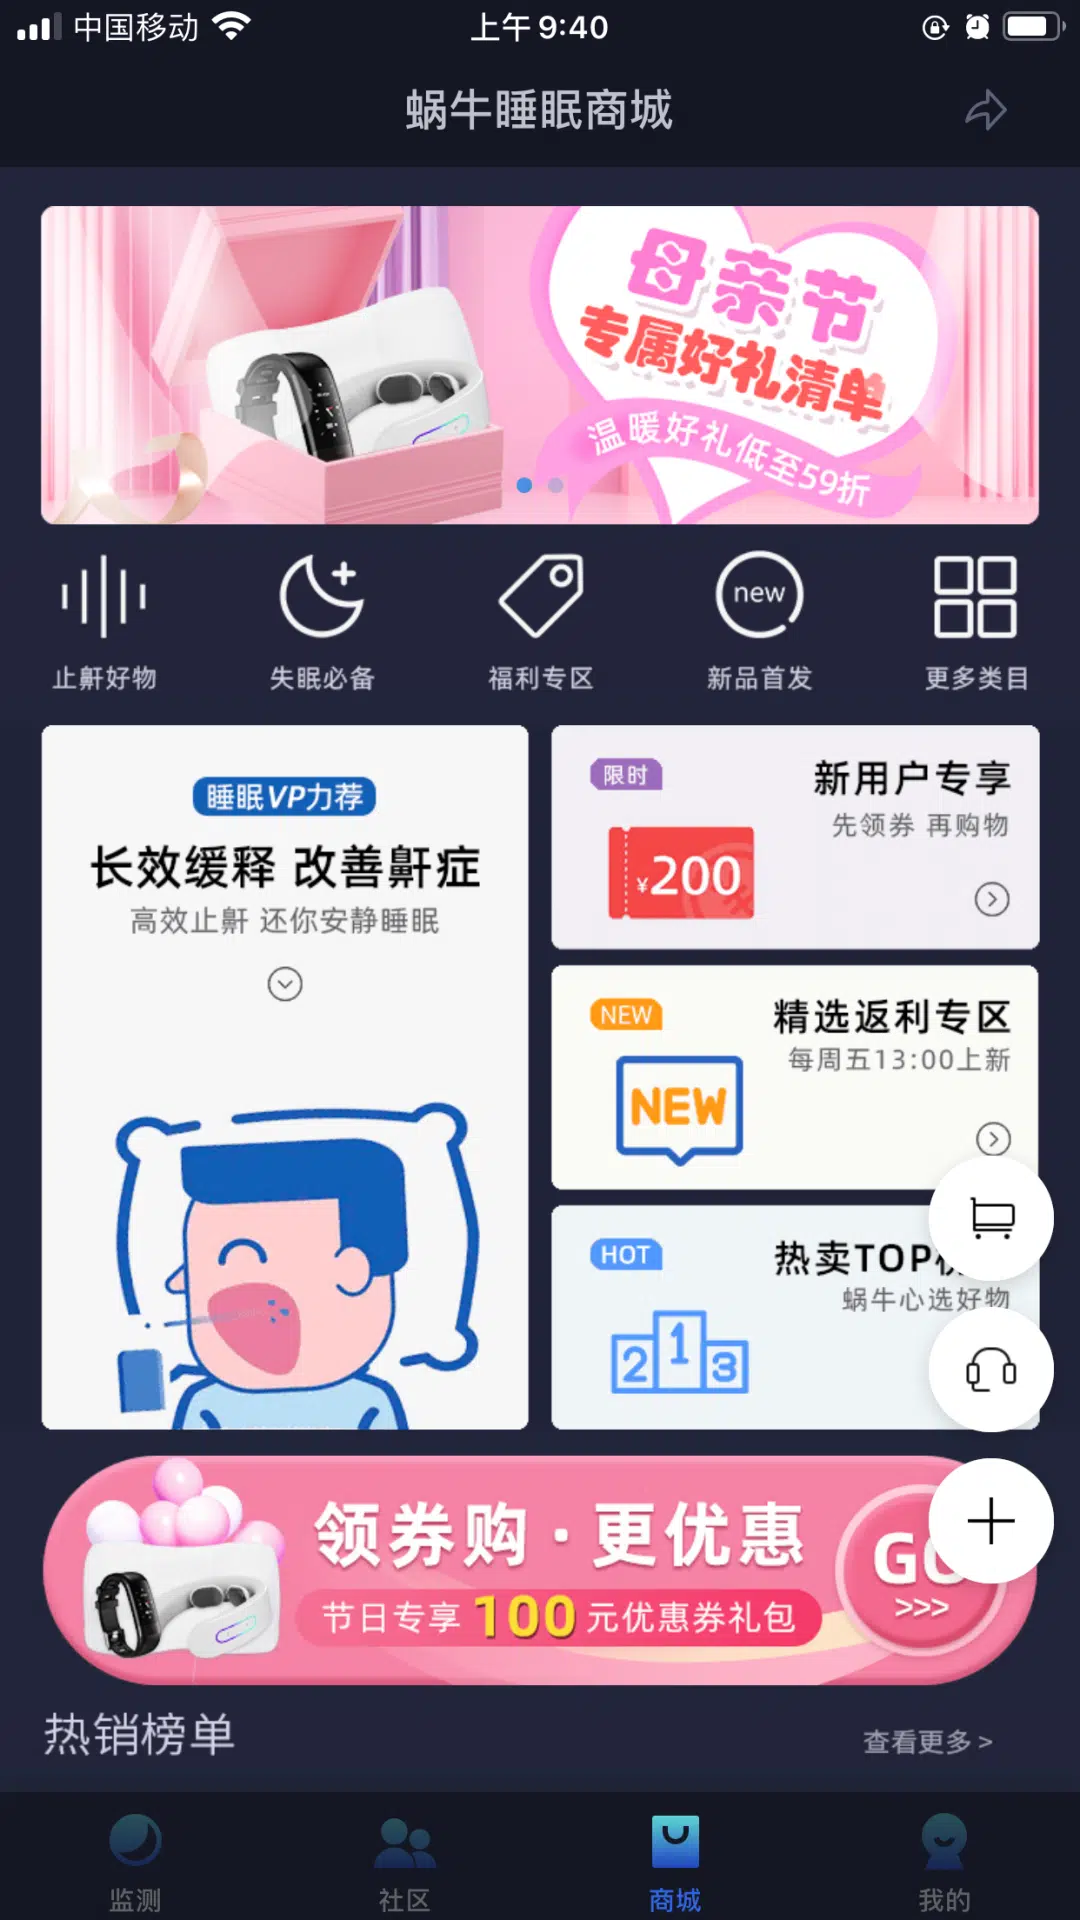 中国移动
上午9:40
蜗牛睡眠商城
母亲节
专属好礼清单
温暖好礼低至59折
止鼾好物
失眠必备
福利专区
new
新品首发
更多类目
睡眠VP力荐
长效缓释 改善鼾症
高效止鼾 还你安静睡眠
限时
新用户专享
先领券 再购物
¥200
NEW
精选返利专区
每周五13:00上新
NEW
HOT
热卖TOP
蜗牛心选好物
2 1 3
领券购·更优惠
节日专享100元优惠券礼包
GO
>>>
热销榜单
查看更多 >
监测
社区
商城
我的